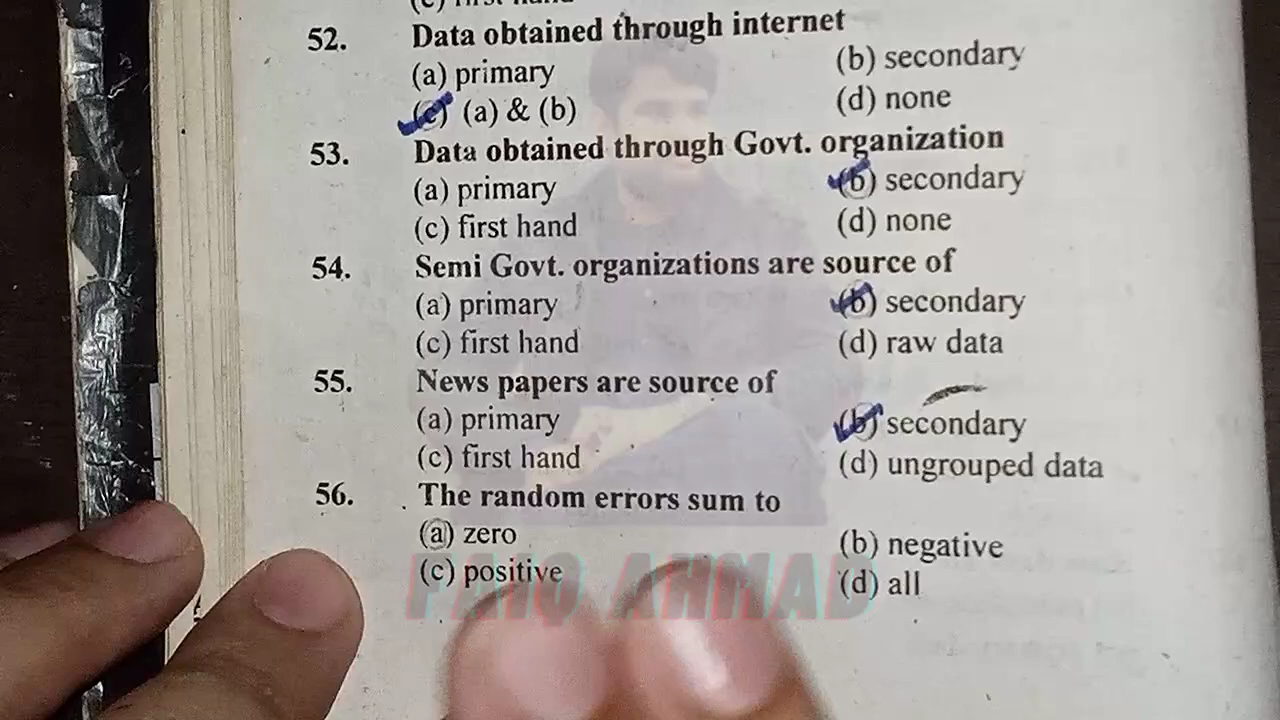 52. Data obtained through internet
(a) primary (b) secondary
(c) (a) & (b) (d) none
53. Data obtained through Govt. organization
(a) primary (b) secondary
(c) first hand (d) none
54. Semi Govt. organizations are source of
(a) primary (b) secondary
(c) first hand (d) raw data
55. News papers are source of
(a) primary (b) secondary
(c) first hand (d) ungrouped data
56. The random errors sum to
(a) zero (b) negative
(c) positive (d) all
FAIQ AHMAD